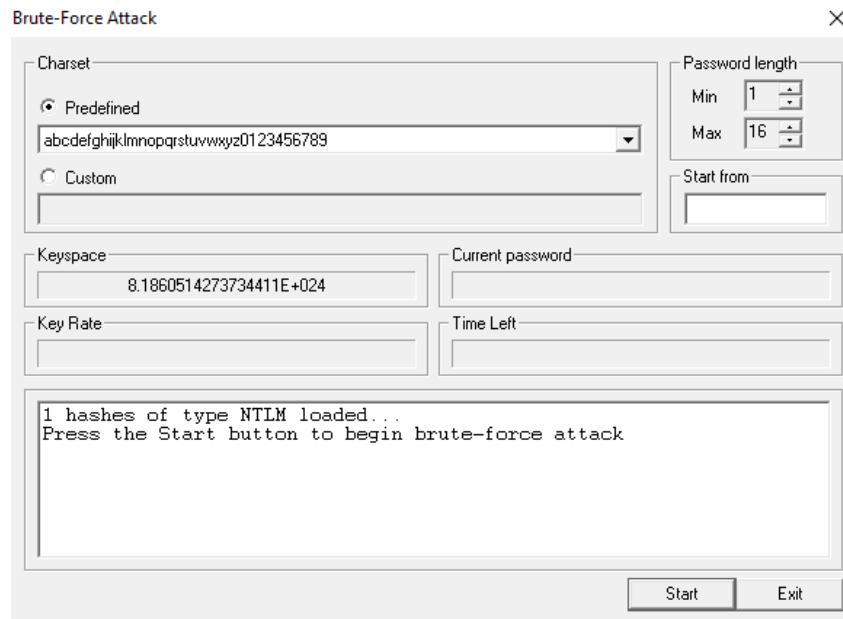 Brute-Force Attack
Charset
Predefined
abcdefghijklmnopqrstuvwxyz0123456789
Custom
Password length
Min 1
Max 16
Start from
Keyspace
8.1860514273734411E+024
Current password
Key Rate
Time Left
1 hashes of type NTLM loaded...
Press the Start button to begin brute-force attack
Start
Exit